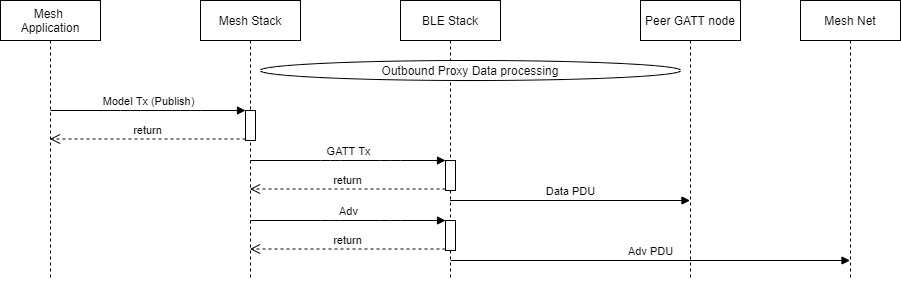 Mesh
Application
Mesh Stack
BLE Stack
Peer GATT node
Mesh Net
Outbound Proxy Data processing
Model Tx (Publish)
return
GATT Tx
return
Data PDU
Adv
return
Adv PDU